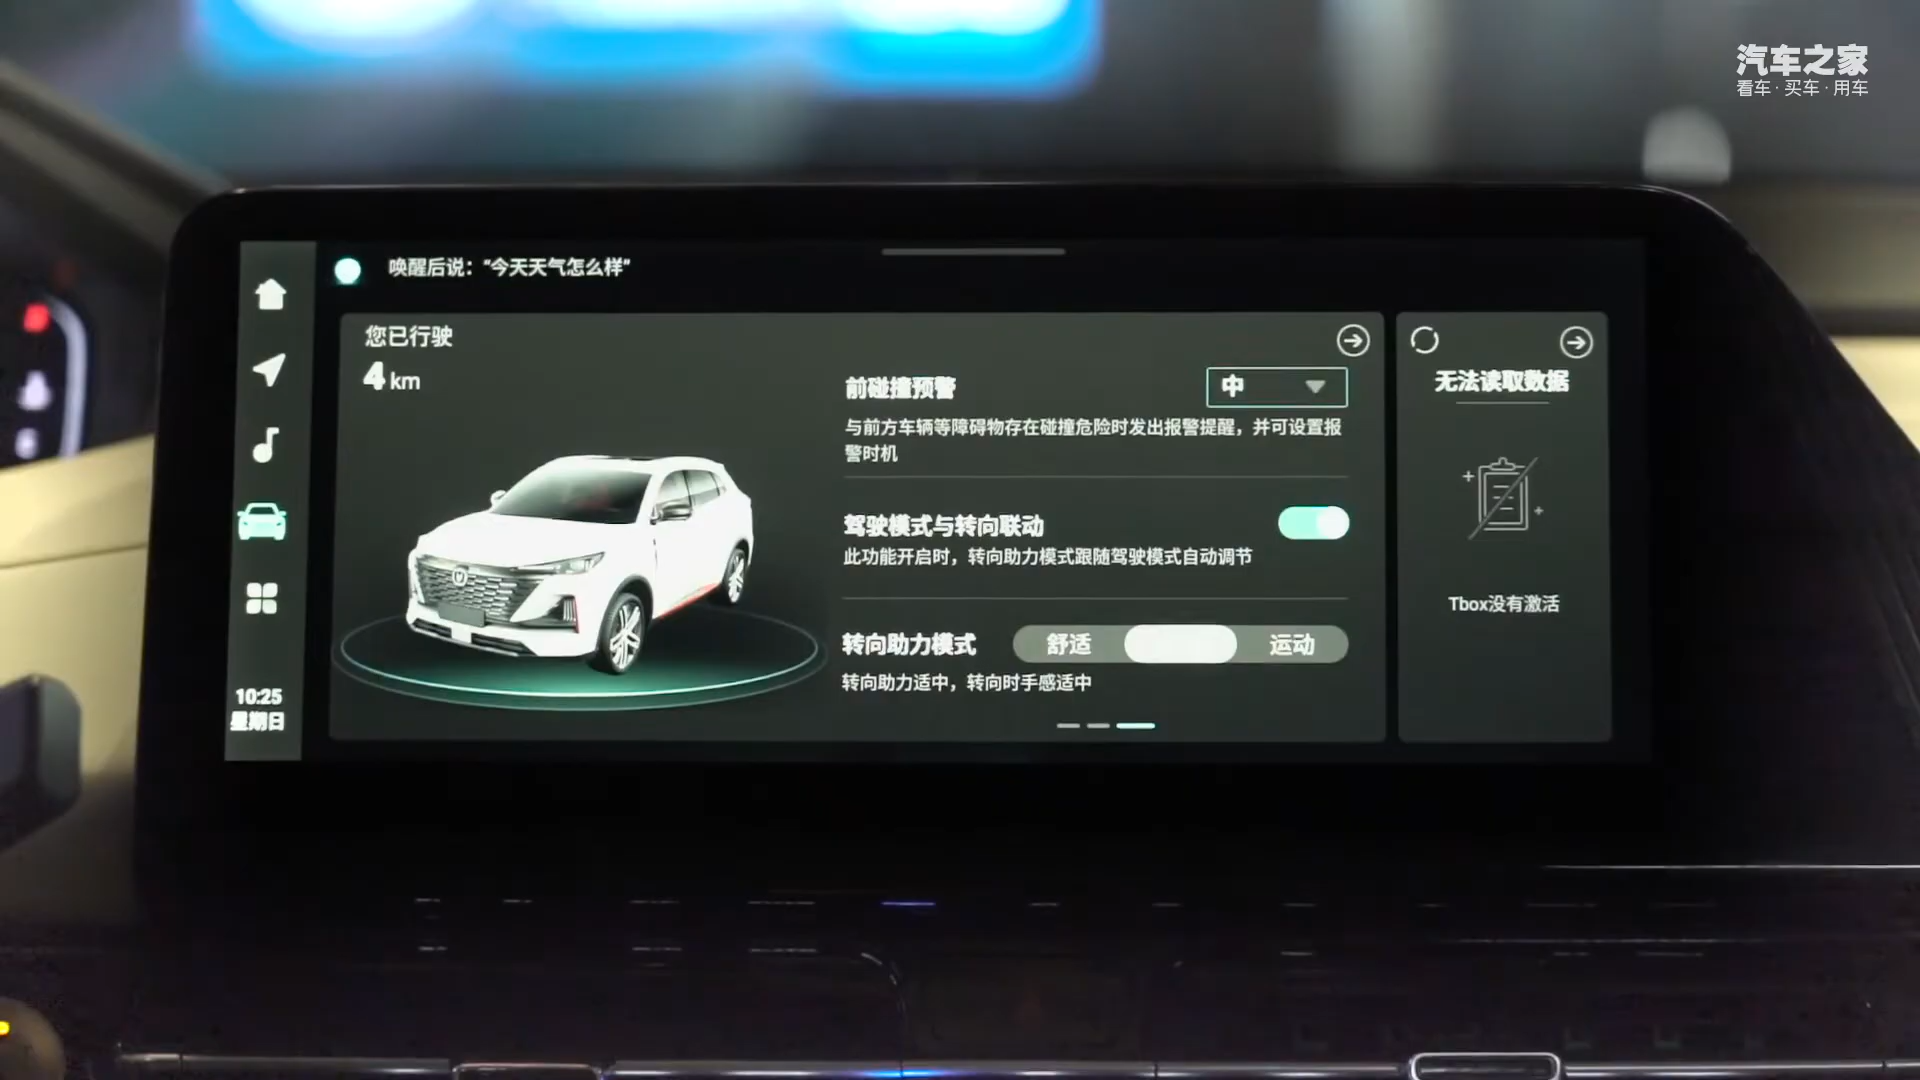 汽车之家
看车·买车·用车
唤醒后说：“今天天气怎么样”
您已行驶
4 km
前碰撞预警
中
与前方车辆等障碍物存在碰撞危险时发出报警提醒，并可设置报
警时机
驾驶模式与转向联动
此功能开启时，转向助力模式跟随驾驶模式自动调节
转向助力模式
舒适
运动
转向助力适中，转向时手感适中
无法读取数据
Tbox没有激活
10:25
星期日